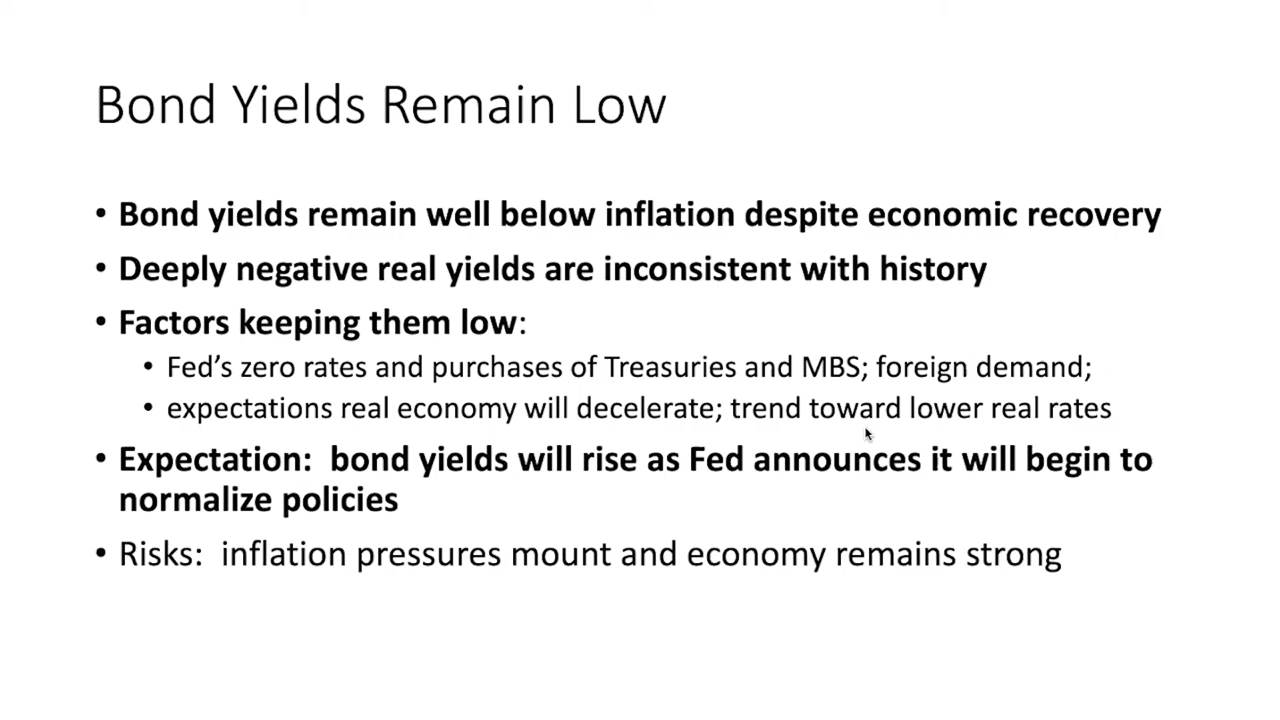 Bond Yields Remain Low
• Bond yields remain well below inflation despite economic recovery
• Deeply negative real yields are inconsistent with history
• Factors keeping them low:
• Fed’s zero rates and purchases of Treasuries and MBS; foreign demand;
• expectations real economy will decelerate; trend toward lower real rates
• Expectation:  bond yields will rise as Fed announces it will begin to
normalize policies
• Risks:  inflation pressures mount and economy remains strong